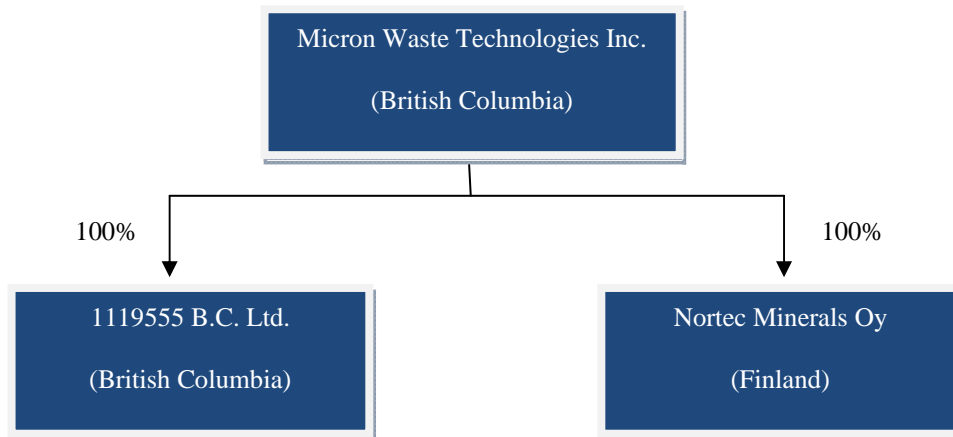 Micron Waste Technologies Inc.
(British Columbia)
100%
100%
1119555 B.C. Ltd.
(British Columbia)
Nortec Minerals Oy
(Finland)